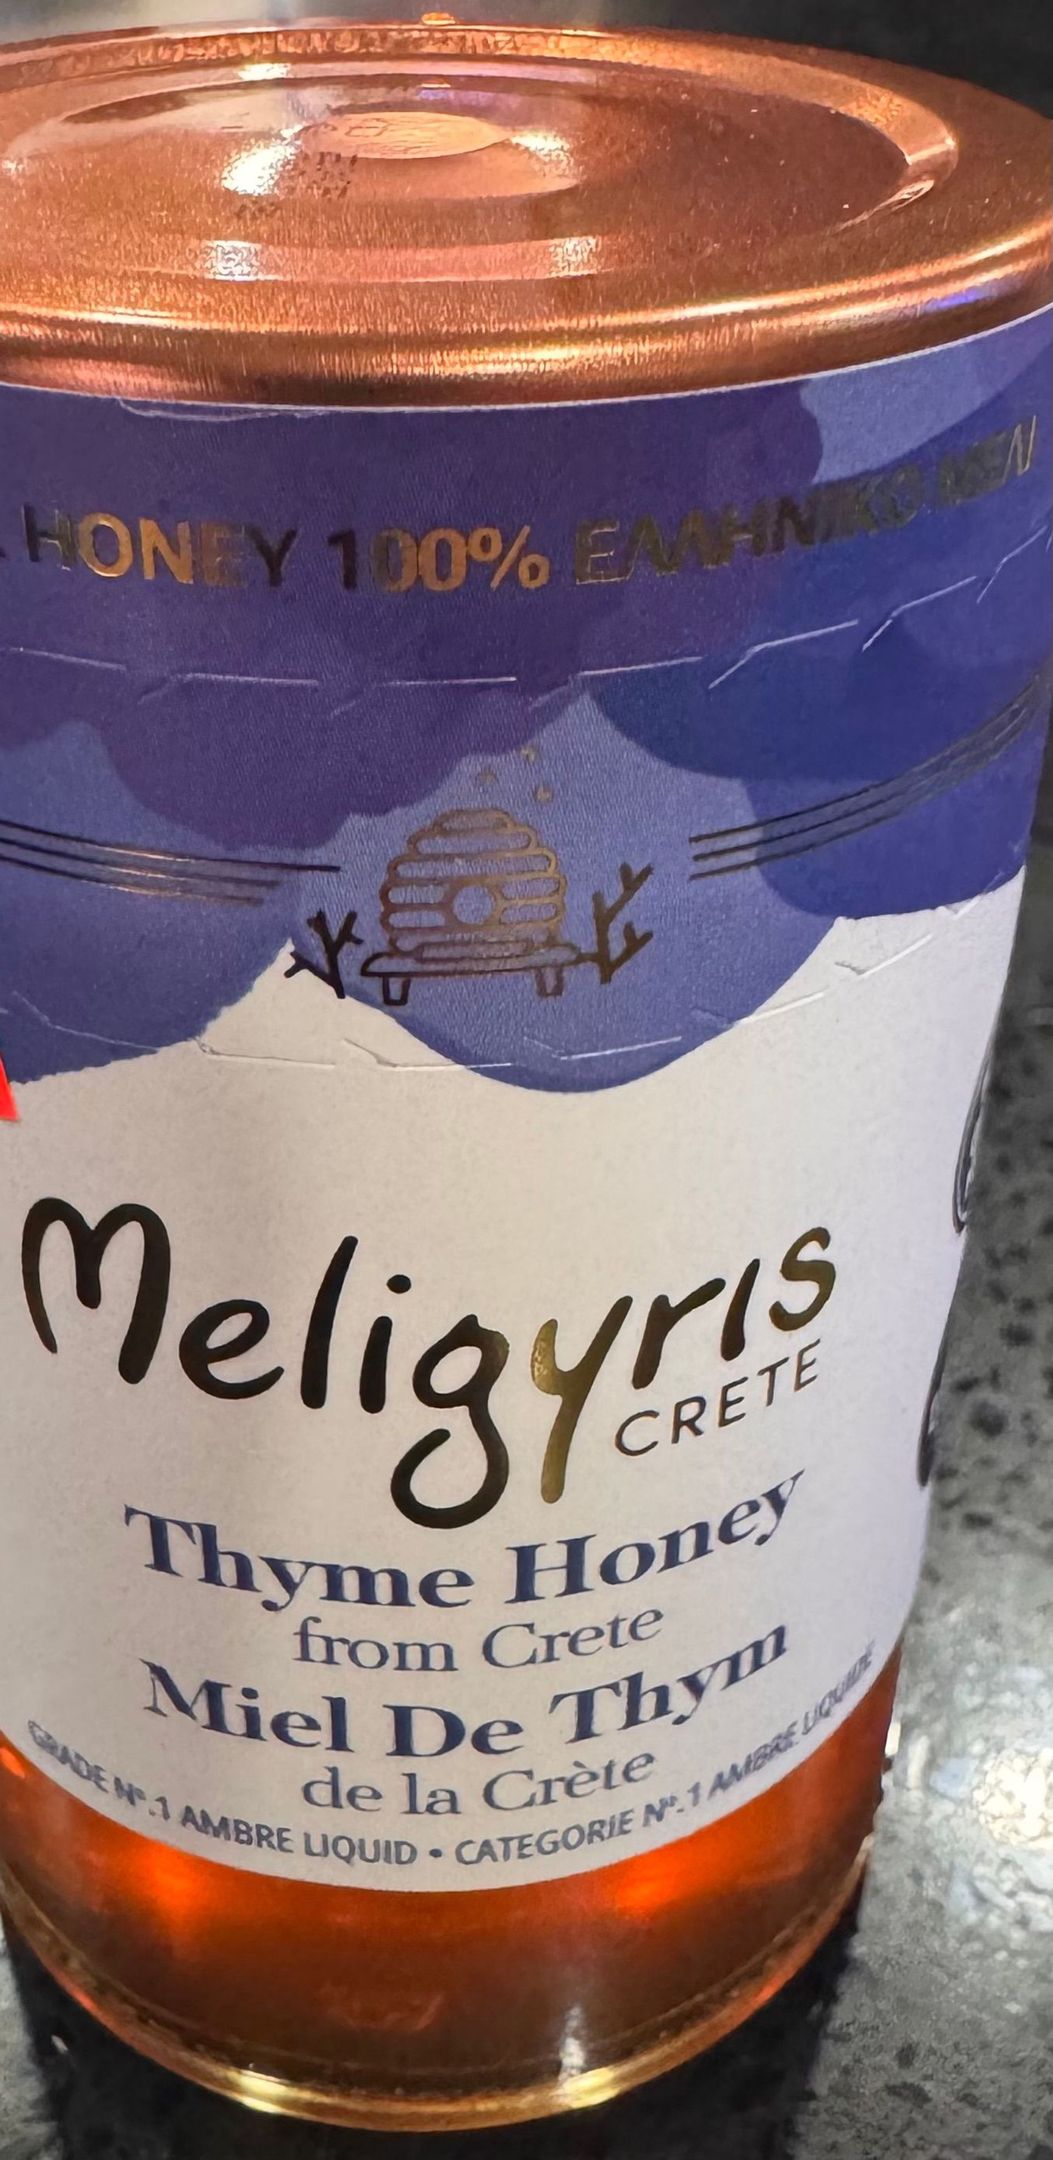 HONEY 100% ΕΛΛΗΝΙΚΟ ΜΕΛΙ
Meligyris
CRETE
Thyme Honey
from Crete
Miel De Thym
de la Crète
GRADE Nº.1 AMBRE LIQUID • CATEGORIE Nº.1 AMBRE LIQUIDE